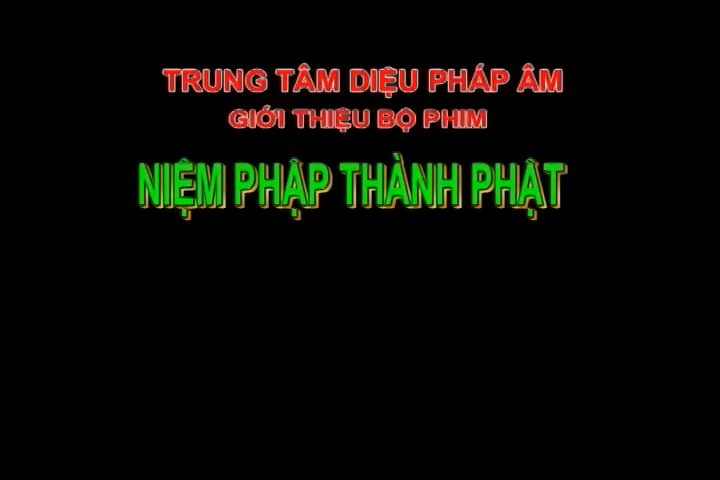 TRUNG TÂM DIỆU PHÁP ÂM
GIỚI THIỆU BỘ PHIM
NIỆM PHẬP THÀNH PHẬT